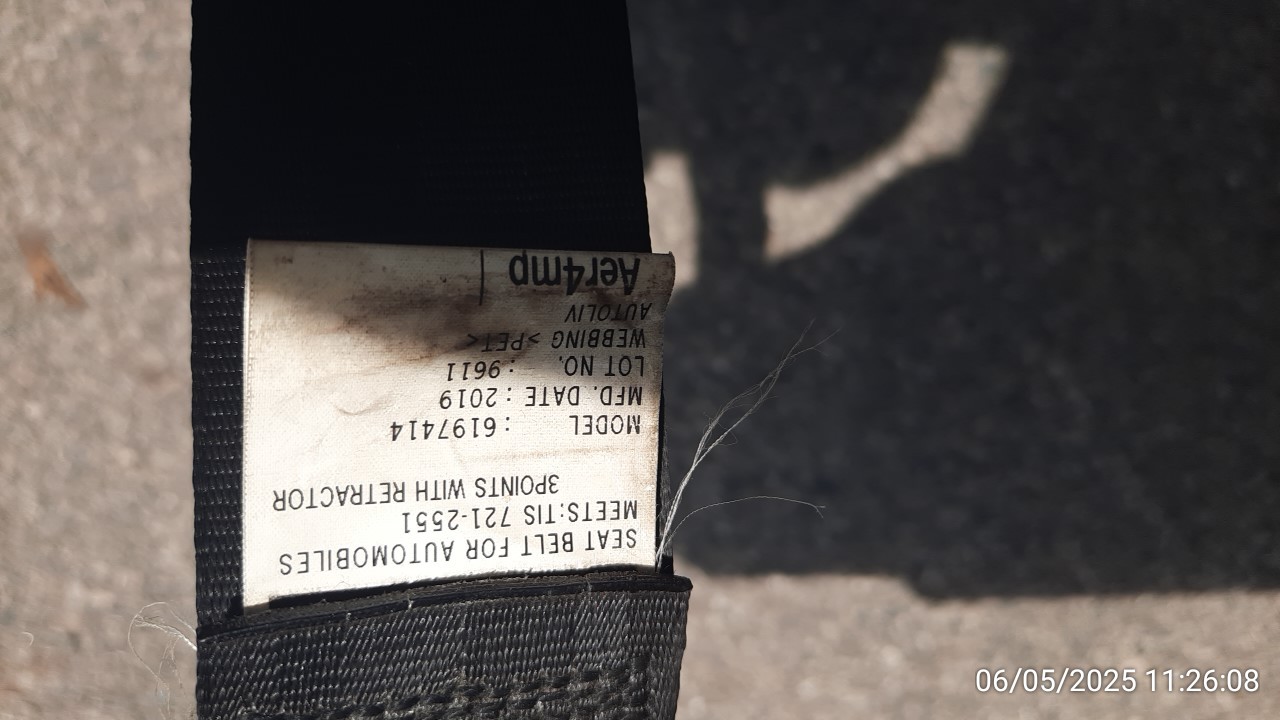 SEAT BELT FOR AUTOMOBILES
MEETS:TIS 721-2551
3POINTS WITH RETRACTOR
MODEL : 6197414
MFD. DATE : 2019
LOT NO. : 9611
WEBBING >PET<
AUTOLIV
Aer4mp |
06/05/2025 11:26:08